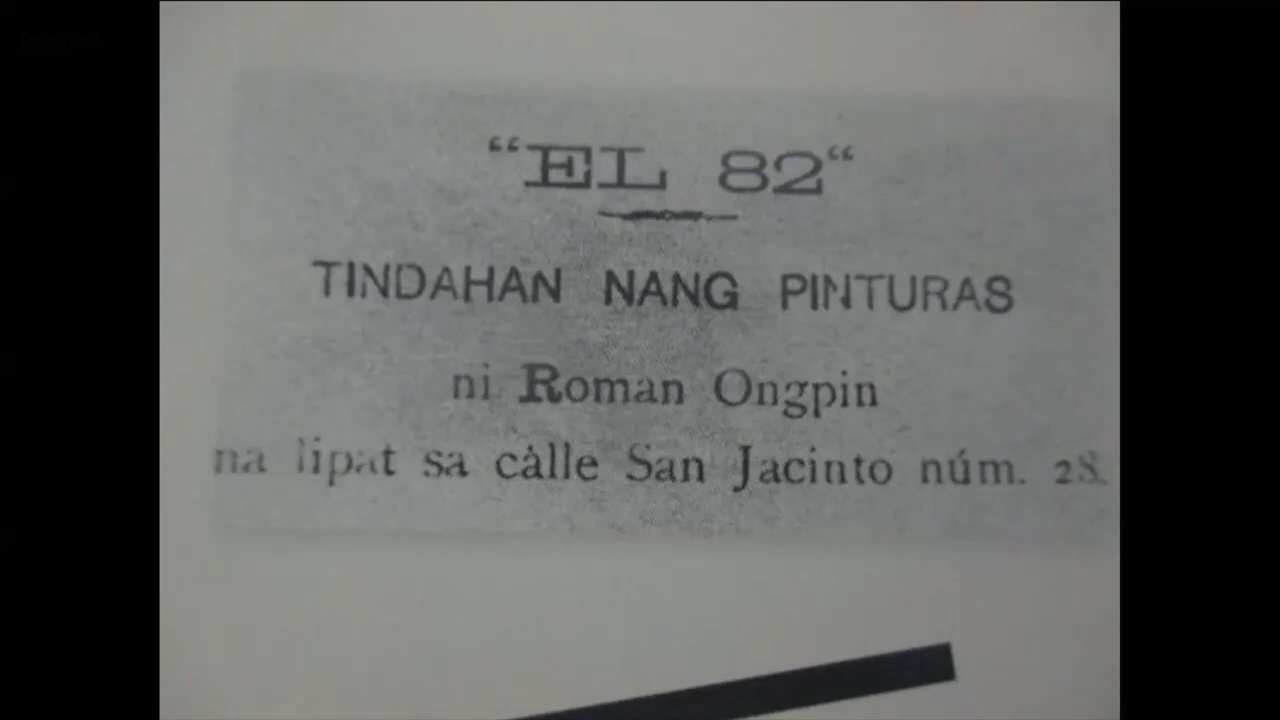 “EL 82“
TINDAHAN NANG PINTURAS
ni Roman Ongpin
na lipat sa càlle San Jacinto núm. 28.